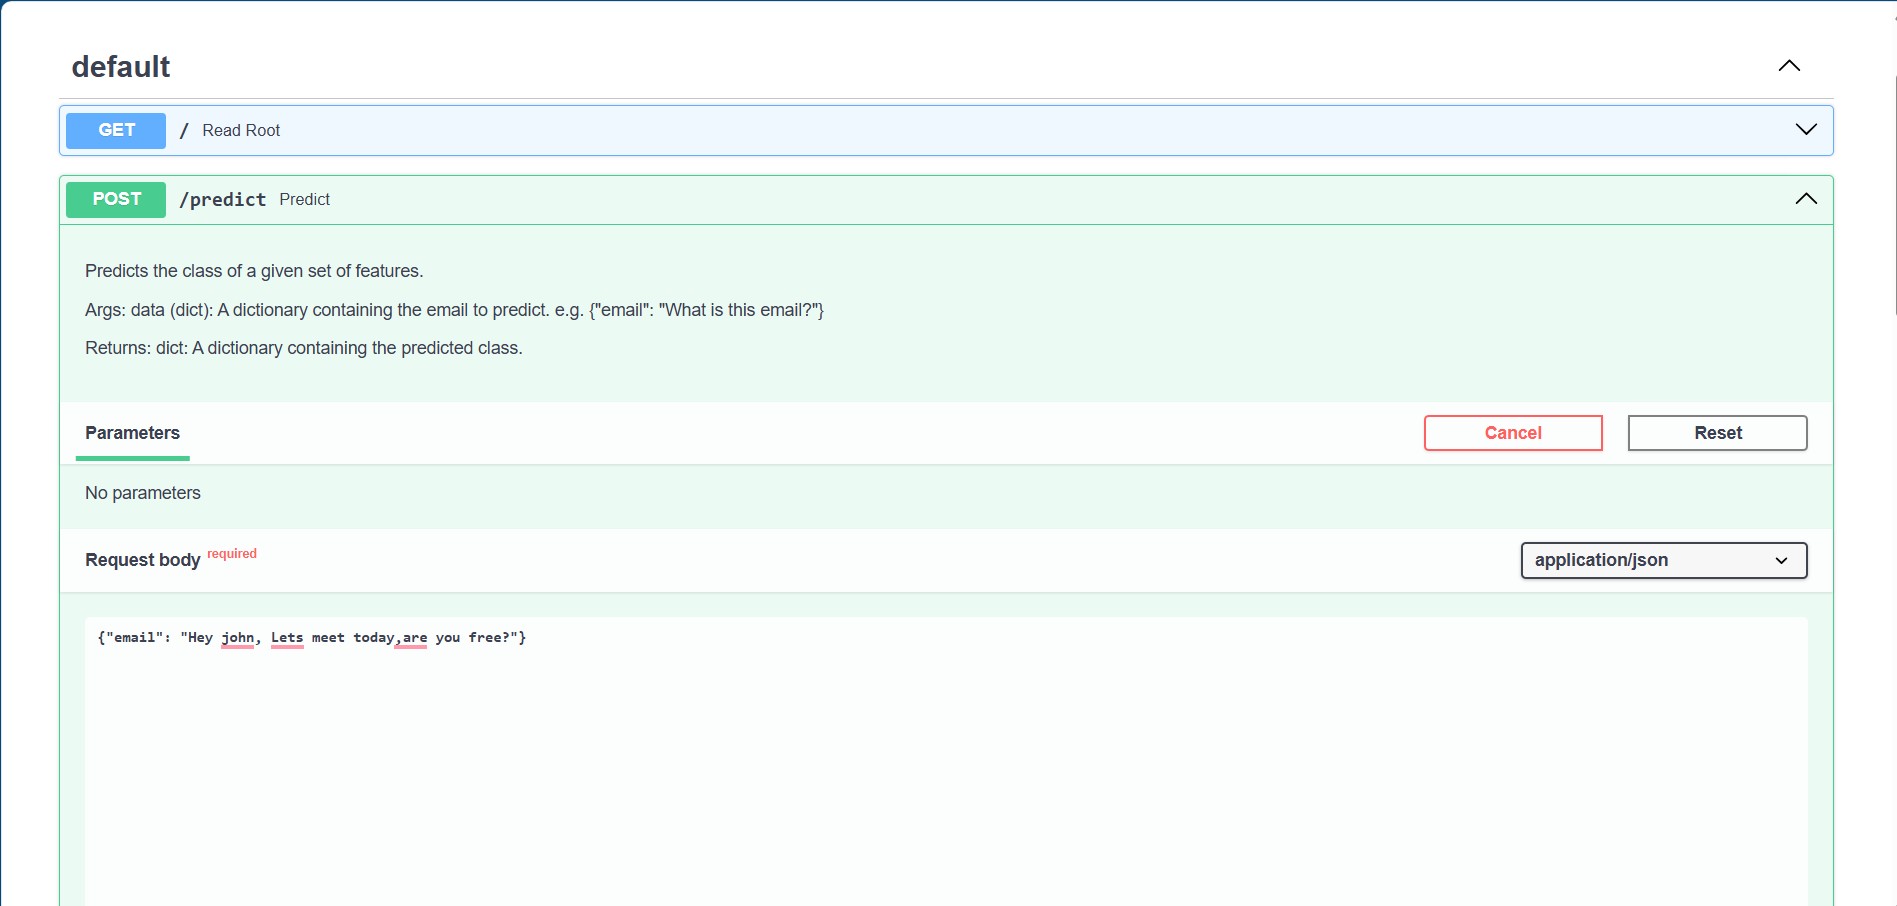 default
GET / Read Root
POST /predict Predict
Predicts the class of a given set of features.
Args: data (dict): A dictionary containing the email to predict. e.g. {"email": "What is this email?"}
Returns: dict: A dictionary containing the predicted class.
Parameters Cancel Reset
No parameters
Request body required application/json
{"email": "Hey john, Lets meet today,are you free?"}